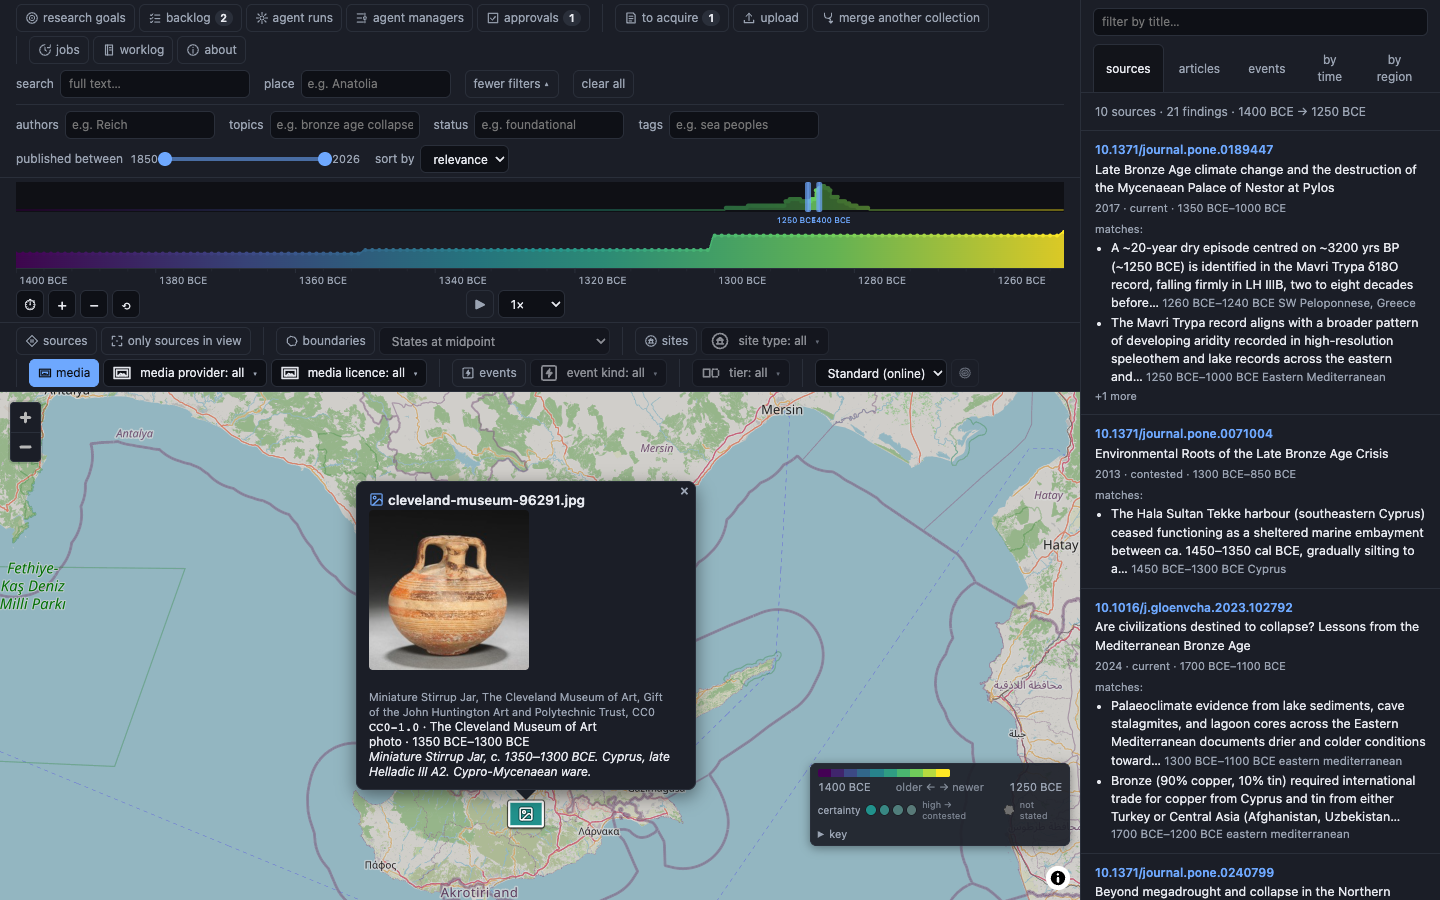 research goals
backlog 2
agent runs
agent managers
approvals 1
to acquire 1
upload
merge another collection
jobs
worklog
about
search full text... place e.g. Anatolia fewer filters clear all
authors e.g. Reich topics e.g. bronze age collapse status e.g. foundational tags e.g. sea peoples
published between 1850 2026 sort by relevance
1400 BCE 1380 BCE 1360 BCE 1340 BCE 1320 BCE 1300 BCE 1280 BCE 1260 BCE
+ − 1×
sources only sources in view boundaries States at midpoint sites site type: all
media media provider: all media licence: all events event kind: all tier: all Standard (online)
Antalya
Mersin
Mersin
Hatay
Hatay
Fethiye-
Kaş Deniz
Milli Parkı
محافظة اللاذقية
جبلة
Λάρνακα
Πάφος
Akrotiri and
cleveland-museum-96291.jpg
×
Miniature Stirrup Jar, The Cleveland Museum of Art, Gift
of the John Huntington Art and Polytechnic Trust, CC0
CC0-1.0 · The Cleveland Museum of Art
photo · 1350 BCE–1300 BCE
Miniature Stirrup Jar, c. 1350–1300 BCE. Cyprus, late
Helladic III A2. Cypro-Mycenaean ware.
1400 BCE older ← → newer 1250 BCE
certainty high →
contested
not
stated
key
filter by title...
sources articles events by
time by
region
10 sources · 21 findings · 1400 BCE → 1250 BCE
10.1371/journal.pone.0189447
Late Bronze Age climate change and the destruction of
the Mycenaean Palace of Nestor at Pylos
2017 · current · 1350 BCE–1000 BCE
matches:
• A ~20-year dry episode centred on ~3200 yrs BP
(~1250 BCE) is identified in the Mavri Trypa δ18O
record, falling firmly in LH IIIB, two to eight decades
before... 1260 BCE–1240 BCE SW Peloponnese, Greece
• The Mavri Trypa record aligns with a broader pattern
of developing aridity recorded in high-resolution
speleothem and lake records across the eastern
and... 1250 BCE–1000 BCE Eastern Mediterranean
+1 more
10.1371/journal.pone.0071004
Environmental Roots of the Late Bronze Age Crisis
2013 · contested · 1300 BCE–850 BCE
matches:
• The Hala Sultan Tekke harbour (southeastern Cyprus)
ceased functioning as a sheltered marine embayment
between ca. 1450–1350 cal BCE, gradually silting to
a... 1450 BCE–1300 BCE Cyprus
10.1016/j.gloenvcha.2023.102792
Are civilizations destined to collapse? Lessons from the
Mediterranean Bronze Age
2024 · current · 1700 BCE–1100 BCE
matches:
• Palaeoclimate evidence from lake sediments, cave
stalagmites, and lagoon cores across the Eastern
Mediterranean documents drier and colder conditions
toward... 1300 BCE–1100 BCE eastern mediterranean
• Bronze (90% copper, 10% tin) required international
trade for copper from Cyprus and tin from either
Turkey or Central Asia (Afghanistan, Uzbekistan...
1700 BCE–1200 BCE eastern mediterranean
10.1371/journal.pone.0240799
Beyond megadrought and collapse in the Northern